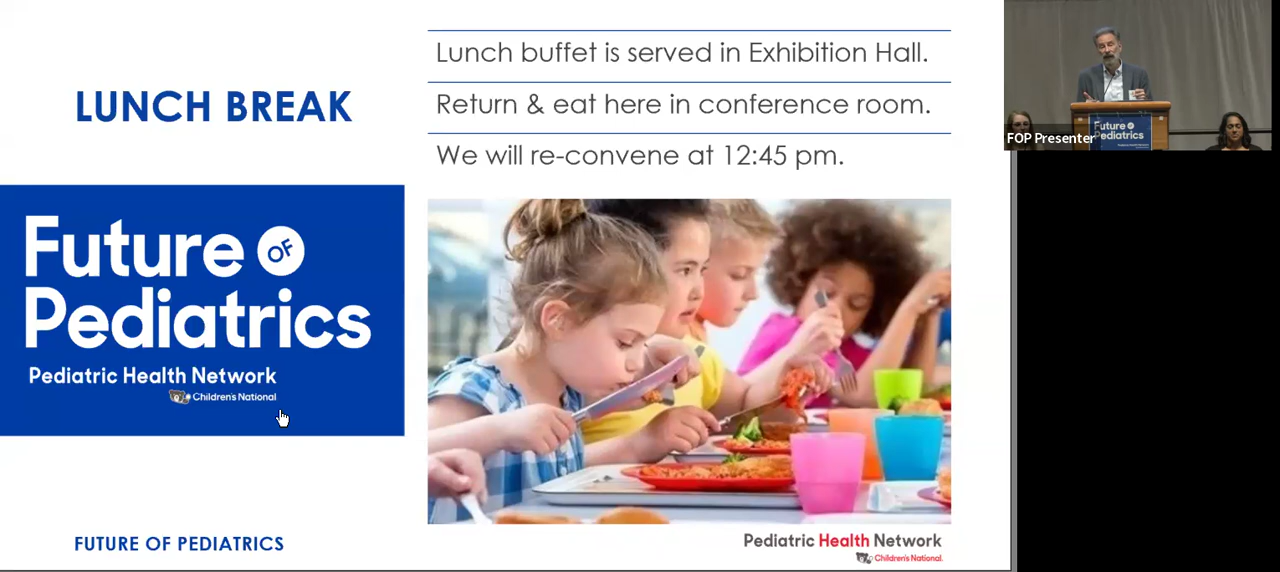 LUNCH BREAK
Lunch buffet is served in Exhibition Hall.
Return & eat here in conference room.
We will re-convene at 12:45 pm.
Future OF
Pediatrics
Pediatric Health Network
Children's National
FUTURE OF PEDIATRICS
Pediatric Health Network
Children's National
Future OF
Pediatrics
FOP Presenter